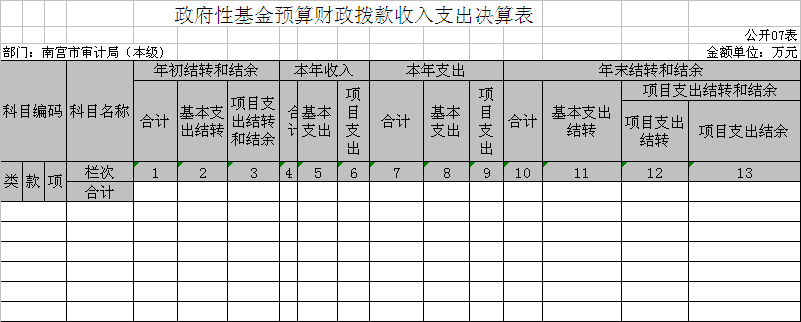 政府性基金预算财政拨款收入支出决算表
公开07表
部门：南宫市审计局（本级）
金额单位：万元
科目编码 科目名称 年初结转和结余 本年收入 本年支出 年末结转和结余
合计 基本支出结转 项目支出结转和结余 合计 基本支出 项目支出 合计 基本支出 项目支出 合计 基本支出结转 项目支出结转和结余
项目支出结转 项目支出结余
类 款 项 栏次 1 2 3 4 5 6 7 8 9 10 11 12 13
合计